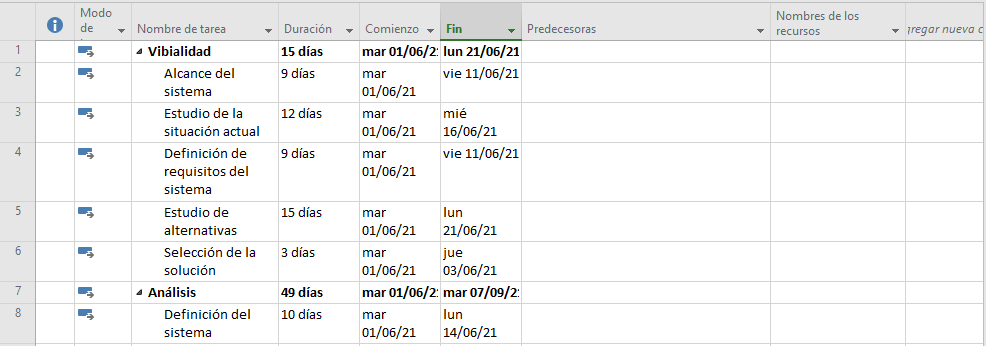 Modo
de
Nombre de tarea
Duración
Comienzo
Fin
Predecesoras
Nombres de los
recursos
gregar nueva c
1 Vibialidad 15 días mar 01/06/2 lun 21/06/21
2 Alcance del
sistema
9 días mar
01/06/21
vie 11/06/21
3 Estudio de la
situación actual
12 días mar
01/06/21
mié
16/06/21
4 Definición de
requisitos del
sistema
9 días mar
01/06/21
vie 11/06/21
5 Estudio de
alternativas
15 días mar
01/06/21
lun
21/06/21
6 Selección de la
solución
3 días mar
01/06/21
jue
03/06/21
7 Análisis 49 días mar 01/06/2 mar 07/09/2
8 Definición del
sistema
10 días mar
01/06/21
lun
14/06/21